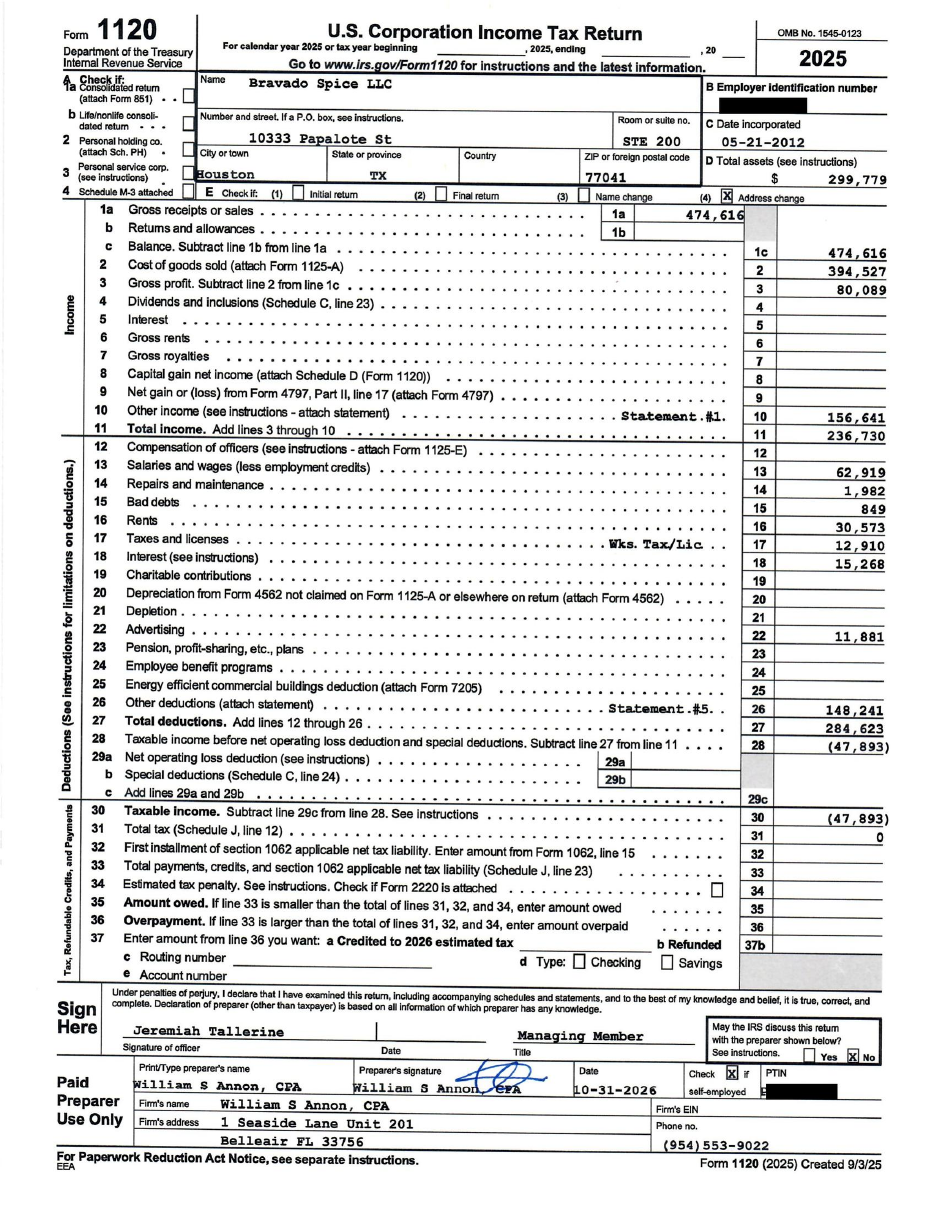 Form 1120
Department of the Treasury
Internal Revenue Service
U.S. Corporation Income Tax Return
For calendar year 2025 or tax year beginning , 2025, ending , 20
Go to www.irs.gov/Form1120 for instructions and the latest information.
OMB No. 1545-0123
2025
A Check if:
1a Consolidated return (attach Form 851) . .
b Life/nonlife consoli-dated return . . .
2 Personal holding co. (attach Sch. PH) .
3 Personal service corp. (see instructions) .
4 Schedule M-3 attached
Name
Bravado Spice LLC
Number and street. If a P.O. box, see instructions.
Room or suite no.
10333 Papalote St
STE 200
City or town
State or province
Country
ZIP or foreign postal code
Houston
TX
77041
B Employer identification number
C Date incorporated
05-21-2012
D Total assets (see instructions)
$ 299,779
E Check if: (1) Initial return (2) Final return (3) Name change (4) X Address change
Income
1a Gross receipts or sales 1a 474,616
b Returns and allowances 1b
c Balance. Subtract line 1b from line 1a 1c 474,616
2 Cost of goods sold (attach Form 1125-A) 2 394,527
3 Gross profit. Subtract line 2 from line 1c 3 80,089
4 Dividends and inclusions (Schedule C, line 23) 4
5 Interest 5
6 Gross rents 6
7 Gross royalties 7
8 Capital gain net income (attach Schedule D (Form 1120)) 8
9 Net gain or (loss) from Form 4797, Part II, line 17 (attach Form 4797) 9
10 Other income (see instructions - attach statement) Statement #1 10 156,641
11 Total income. Add lines 3 through 10 11 236,730
Deductions (See instructions for limitations on deductions.)
12 Compensation of officers (see instructions - attach Form 1125-E) 12
13 Salaries and wages (less employment credits) 13 62,919
14 Repairs and maintenance 14 1,982
15 Bad debts 15 849
16 Rents 16 30,573
17 Taxes and licenses Wks. Tax/Lic 17 12,910
18 Interest (see instructions) 18 15,268
19 Charitable contributions 19
20 Depreciation from Form 4562 not claimed on Form 1125-A or elsewhere on return (attach Form 4562) 20
21 Depletion 21
22 Advertising 22 11,881
23 Pension, profit-sharing, etc., plans 23
24 Employee benefit programs 24
25 Energy efficient commercial buildings deduction (attach Form 7205) 25
26 Other deductions (attach statement) Statement #5 26 148,241
27 Total deductions. Add lines 12 through 26 27 284,623
28 Taxable income before net operating loss deduction and special deductions. Subtract line 27 from line 11 28 (47,893)
29a Net operating loss deduction (see instructions) 29a
b Special deductions (Schedule C, line 24) 29b
c Add lines 29a and 29b 29c
Tax, Refundable Credits, and Payments
30 Taxable income. Subtract line 29c from line 28. See instructions 30 (47,893)
31 Total tax (Schedule J, line 12) 31 0
32 First installment of section 1062 applicable net tax liability. Enter amount from Form 1062, line 15 32
33 Total payments, credits, and section 1062 applicable net tax liability (Schedule J, line 23) 33
34 Estimated tax penalty. See instructions. Check if Form 2220 is attached 34
35 Amount owed. If line 33 is smaller than the total of lines 31, 32, and 34, enter amount owed 35
36 Overpayment. If line 33 is larger than the total of lines 31, 32, and 34, enter amount overpaid 36
37 Enter amount from line 36 you want: a Credited to 2026 estimated tax b Refunded 37b
c Routing number d Type: Checking Savings
e Account number
Sign Here
Under penalties of perjury, I declare that I have examined this return, including accompanying schedules and statements, and to the best of my knowledge and belief, it is true, correct, and
complete. Declaration of preparer (other than taxpayer) is based on all information of which preparer has any knowledge.
Jeremiah Tallerine
Managing Member
Signature of officer Date Title
May the IRS discuss this return with the preparer shown below? See instructions. Yes X No
Paid Preparer Use Only
Print/Type preparer's name
Preparer's signature
Date
Check X if self-employed
PTIN
William S Annon, CPA
William S Annon, CPA
10-31-2026
Firm's name William S Annon, CPA
Firm's EIN
Firm's address 1 Seaside Lane Unit 201
Belleair FL 33756
Phone no.
(954)553-9022
For Paperwork Reduction Act Notice, see separate instructions.
EEA
Form 1120 (2025) Created 9/3/25